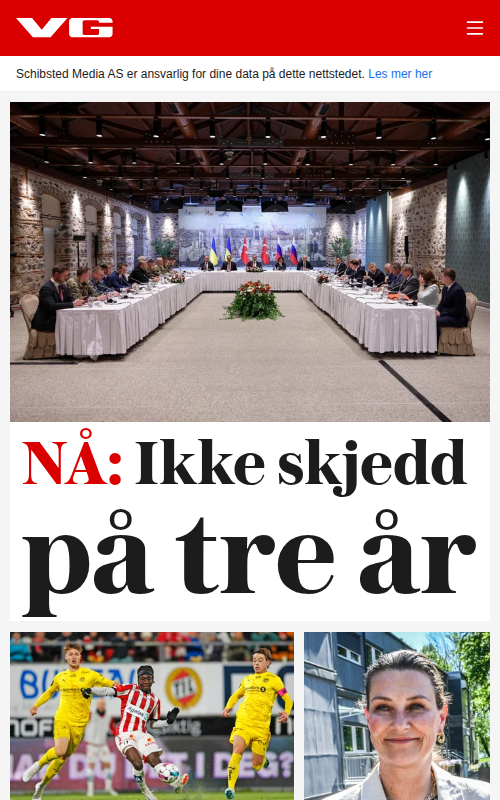 VG
Schibsted Media AS er ansvarlig for dine data på dette nettstedet. Les mer her
NÅ: Ikke skjedd
på tre år
TIL